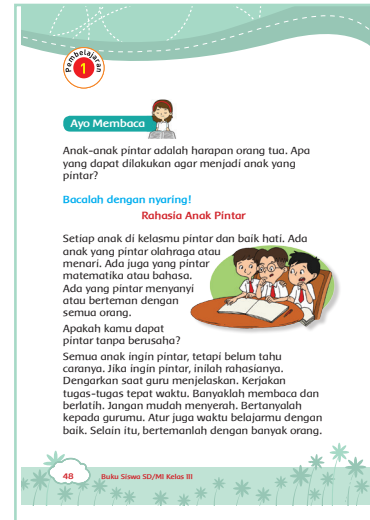 Pembelajaran
1
Ayo Membaca
Anak-anak pintar adalah harapan orang tua. Apa
yang dapat dilakukan agar menjadi anak yang
pintar?
Bacalah dengan nyaring!
Rahasia Anak Pintar
Setiap anak di kelasmu pintar dan baik hati. Ada
anak yang pintar olahraga atau
menari. Ada juga yang pintar
matematika atau bahasa.
Ada yang pintar menyanyi
atau berteman dengan
semua orang.
Apakah kamu dapat
pintar tanpa berusaha?
Semua anak ingin pintar, tetapi belum tahu
caranya. Jika ingin pintar, inilah rahasianya.
Dengarkan saat guru menjelaskan. Kerjakan
tugas-tugas tepat waktu. Banyaklah membaca dan
berlatih. Jangan mudah menyerah. Bertanyalah
kepada gurumu. Atur juga waktu belajarmu dengan
baik. Selain itu, bertemanlah dengan banyak orang.
48
Buku Siswa SD/MI Kelas III